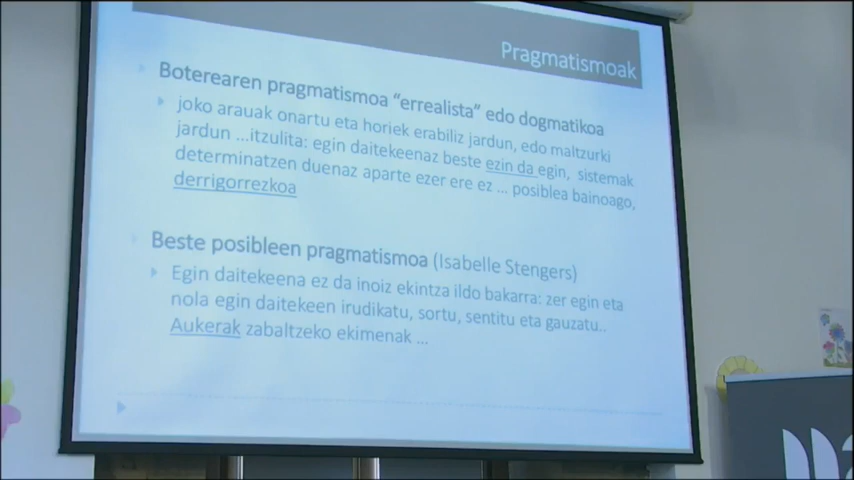 Pragmatismoak
Boterearen pragmatismoa “errealista” edo dogmatikoa
joko arauak onartu eta horiek erabiliz jardun, edo maltzurki
jardun ...itzulita: egin daitekeenaz beste ezin da egin, sistemak
determinatzen duenaz aparte ezer ere ez ... posiblea bainoago,
derrigorrezkoa
Beste posibleen pragmatismoa (Isabelle Stengers)
Egin daitekeena ez da inoiz ekintza ildo bakarra: zer egin eta
nola egin daitekeen irudikatu, sortu, sentitu eta gauzatu..
Aukerak zabaltzeko ekimenak ...